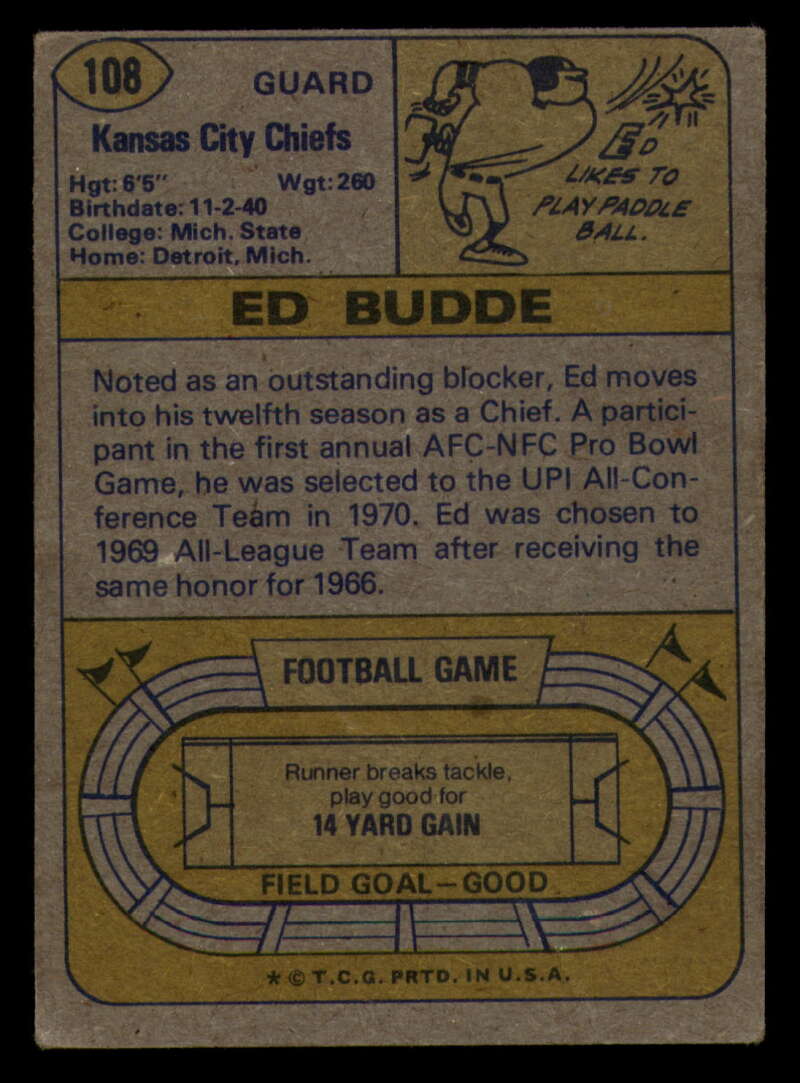 108
GUARD
Kansas City Chiefs
Hgt: 6'5" Wgt: 260
Birthdate: 11-2-40
College: Mich. State
Home: Detroit, Mich.
ED
LIKES TO
PLAY PADDLE
BALL.
ED BUDDE
Noted as an outstanding blocker, Ed moves
into his twelfth season as a Chief. A partici-
pant in the first annual AFC-NFC Pro Bowl
Game, he was selected to the UPI All-Con-
ference Team in 1970. Ed was chosen to
1969 All-League Team after receiving the
same honor for 1966.
FOOTBALL GAME
Runner breaks tackle,
play good for
14 YARD GAIN
FIELD GOAL—GOOD
* © T.C.G. PRTD. IN U.S.A.